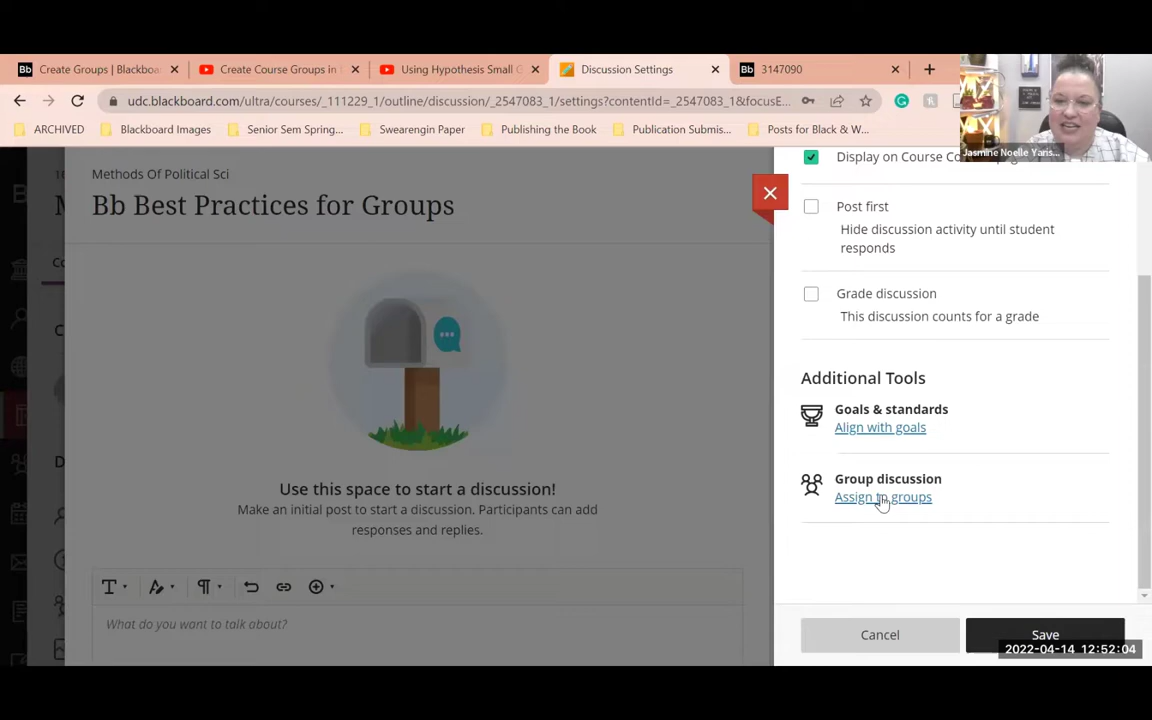 Bb Create Groups | Blackboa
Create Course Groups in
Using Hypothesis Small G
Discussion Settings
Bb 3147090
udc.blackboard.com/ultra/courses/_111229_1/outline/discussion/_2547083_1/settings?contentId=_2547083_1&focusE...
ARCHIVED
Blackboard Images
Senior Sem Spring...
Swearengin Paper
Publishing the Book
Publication Submis...
Posts for Black & W...
Jasmine Noelle Yaris...
Methods Of Political Sci
Bb Best Practices for Groups
Display on Course Co
Post first
Hide discussion activity until student
responds
Grade discussion
This discussion counts for a grade
Additional Tools
Goals & standards
Align with goals
Group discussion
Assign to groups
Use this space to start a discussion!
Make an initial post to start a discussion. Participants can add
responses and replies.
What do you want to talk about?
Cancel
Save
2022-04-14 12:52:04